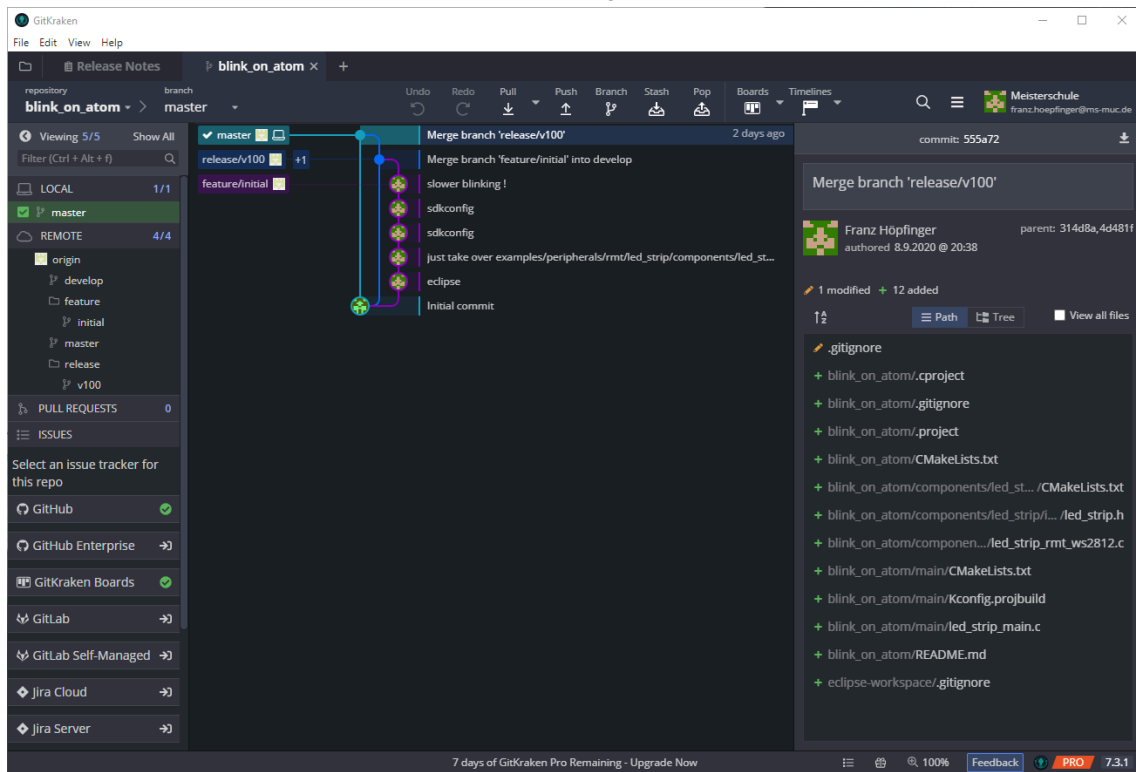 GitKraken
File Edit View Help
Release Notes
blink_on_atom
repository
blink_on_atom
branch
master
Undo
Redo
Pull
Push
Branch
Stash
Pop
Boards
Timelines
Meisterschule
franz.hoepfinger@ms-muc.de
Viewing 5/5 Show All
Filter (Ctrl + Alt + f)
LOCAL 1/1
master
REMOTE 4/4
origin
develop
feature
initial
master
release
v100
PULL REQUESTS 0
ISSUES
Select an issue tracker for
this repo
GitHub
GitHub Enterprise
GitKraken Boards
GitLab
GitLab Self-Managed
Jira Cloud
Jira Server
master Merge branch 'release/v100' 2 days ago
release/v100 +1 Merge branch 'feature/initial' into develop
feature/initial slower blinking !
sdkconfig
sdkconfig
just take over examples/peripherals/rmt/led_strip/components/led_st...
eclipse
Initial commit
commit: 555a72
Merge branch 'release/v100'
Franz Höpfinger parent: 314d8a,4d481f
authored 8.9.2020 @ 20:38
1 modified + 12 added
Path Tree View all files
.gitignore
+ blink_on_atom/.cproject
+ blink_on_atom/.gitignore
+ blink_on_atom/.project
+ blink_on_atom/CMakeLists.txt
+ blink_on_atom/components/led_st... /CMakeLists.txt
+ blink_on_atom/components/led_strip/i... /led_strip.h
+ blink_on_atom/componen.../led_strip_rmt_ws2812.c
+ blink_on_atom/main/CMakeLists.txt
+ blink_on_atom/main/Kconfig.projbuild
+ blink_on_atom/main/led_strip_main.c
+ blink_on_atom/README.md
+ eclipse-workspace/.gitignore
7 days of GitKraken Pro Remaining - Upgrade Now
100% Feedback PRO 7.3.1